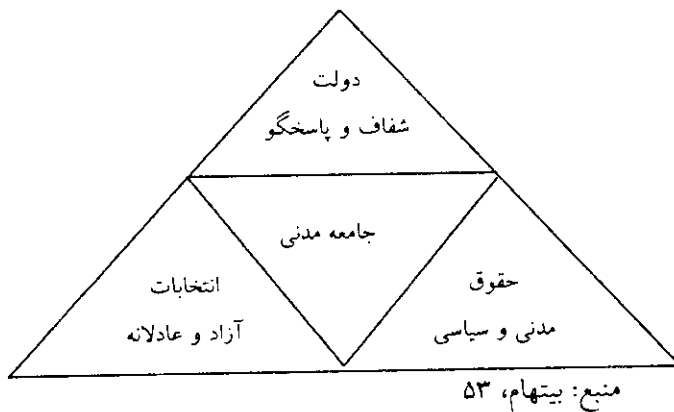 دولت
شفاف و پاسخگو
جامعه مدنی
حقوق
مدنی و سیاسی
انتخابات
آزاد و عادلانه
منبع: بیتهام، ۵۳